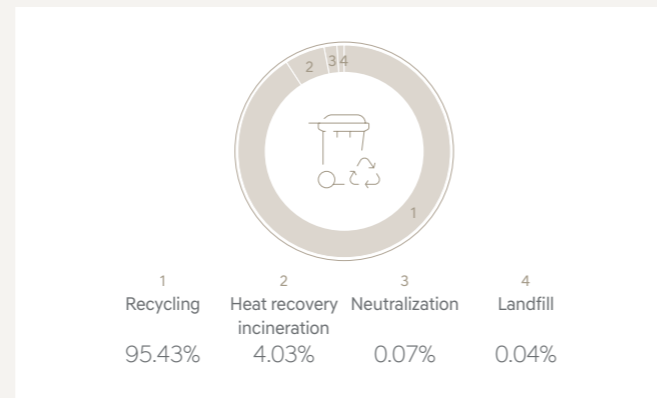 2 3 4
1
1 2 3 4
Recycling Heat recovery Neutralization Landfill
incineration
95.43% 4.03% 0.07% 0.04%